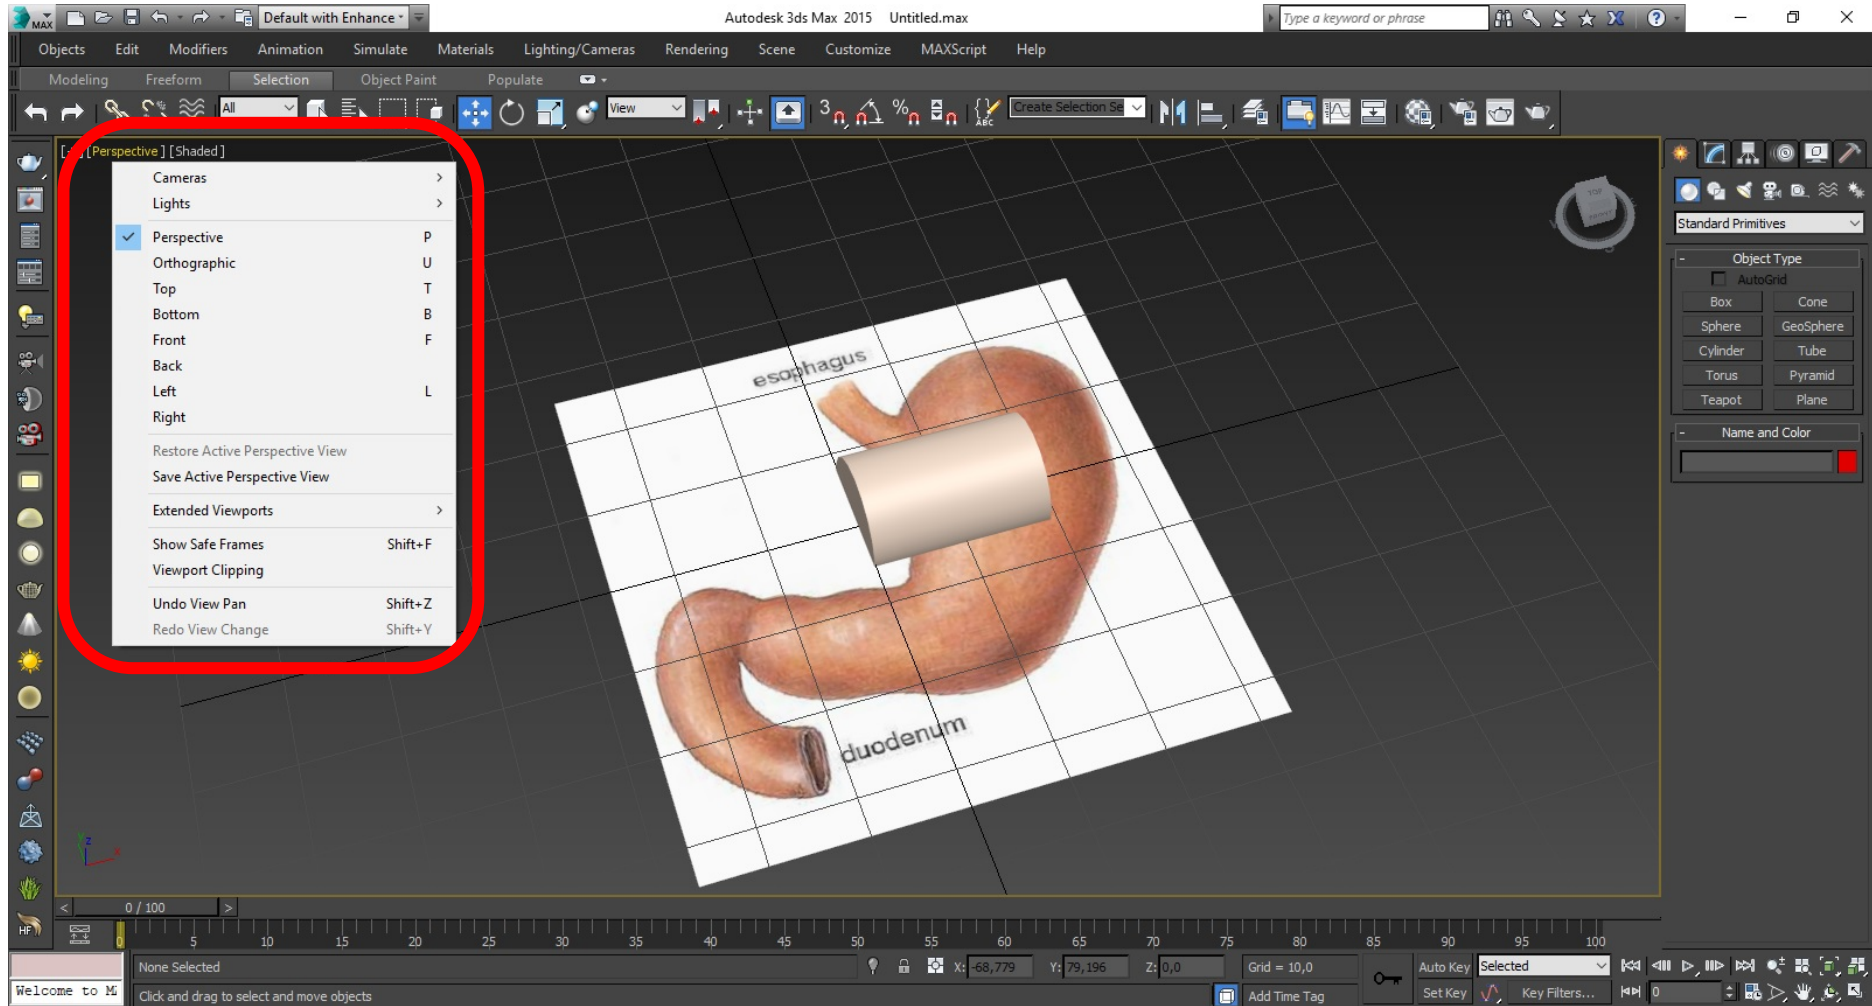 MAX Default with Enhance Autodesk 3ds Max 2015 Untitled.max Type a keyword or phrase
Objects Edit Modifiers Animation Simulate Materials Lighting/Cameras Rendering Scene Customize MAXScript Help
Modeling Freeform Selection Object Paint Populate
All View 3 % ABC Create Selection Se
[Perspective ] [Shaded ]
Cameras
Lights
Perspective P
Orthographic U
Top T
Bottom B
Front F
Back
Left L
Right
Restore Active Perspective View
Save Active Perspective View
Extended Viewports
Show Safe Frames Shift+F
Viewport Clipping
Undo View Pan Shift+Z
Redo View Change Shift+Y
esophagus
duodenum
TOP
z
x
Standard Primitives
- Object Type
AutoGrid
Box Cone
Sphere GeoSphere
Cylinder Tube
Torus Pyramid
Teapot Plane
- Name and Color
HF
< 0 / 100 >
0 5 10 15 20 25 30 35 40 45 50 55 60 65 70 75 80 85 90 95 100
None Selected X: -68,779 Y: 79,196 Z: 0,0 Grid = 10,0 Auto Key Selected
Welcome to M Click and drag to select and move objects Add Time Tag Set Key Key Filters... 0